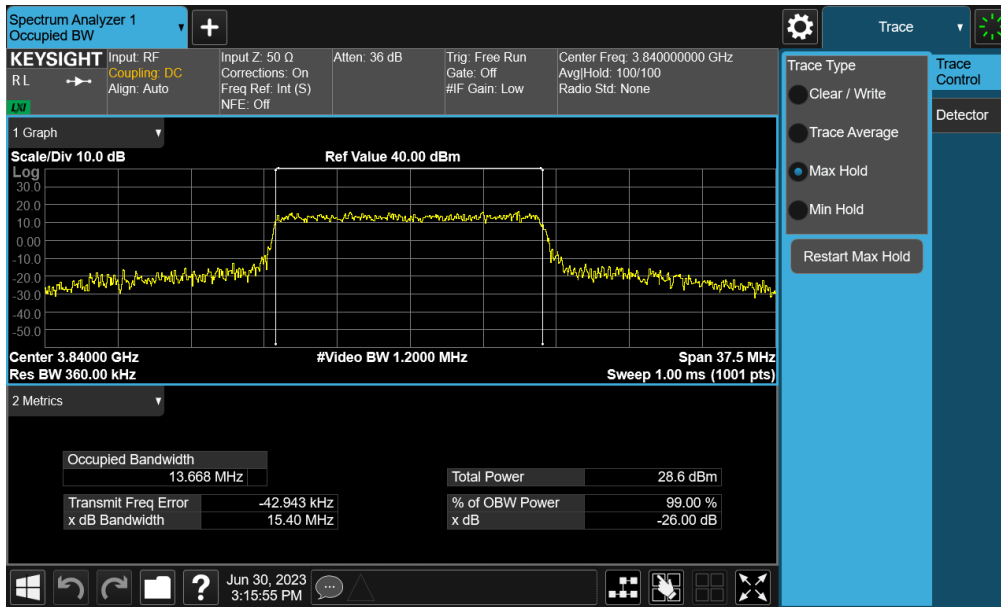 Spectrum Analyzer 1
Occupied BW
+
Trace
KEYSIGHT
R L
LXI
Input: RF
Coupling: DC
Align: Auto
Input Z: 50 Ω
Corrections: On
Freq Ref: Int (S)
NFE: Off
Atten: 36 dB
Trig: Free Run
Gate: Off
#IF Gain: Low
Center Freq: 3.840000000 GHz
Avg|Hold: 100/100
Radio Std: None
1 Graph
Scale/Div 10.0 dB
Ref Value 40.00 dBm
Log
30.0
20.0
10.0
0.00
-10.0
-20.0
-30.0
-40.0
-50.0
Center 3.84000 GHz
#Video BW 1.2000 MHz
Span 37.5 MHz
Res BW 360.00 kHz
Sweep 1.00 ms (1001 pts)
2 Metrics
Occupied Bandwidth
13.668 MHz
Total Power 28.6 dBm
Transmit Freq Error -42.943 kHz
% of OBW Power 99.00 %
x dB Bandwidth 15.40 MHz
x dB -26.00 dB
Trace Type
Clear / Write
Trace Average
Max Hold
Min Hold
Restart Max Hold
Trace
Control
Detector
?
Jun 30, 2023
3:15:55 PM